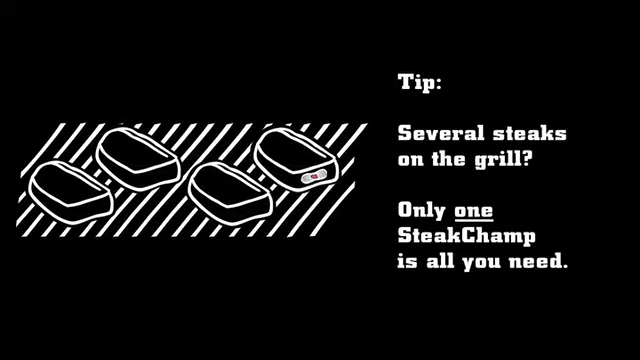 Tip:
Several steaks
on the grill?
Only one
SteakChamp
is all you need.